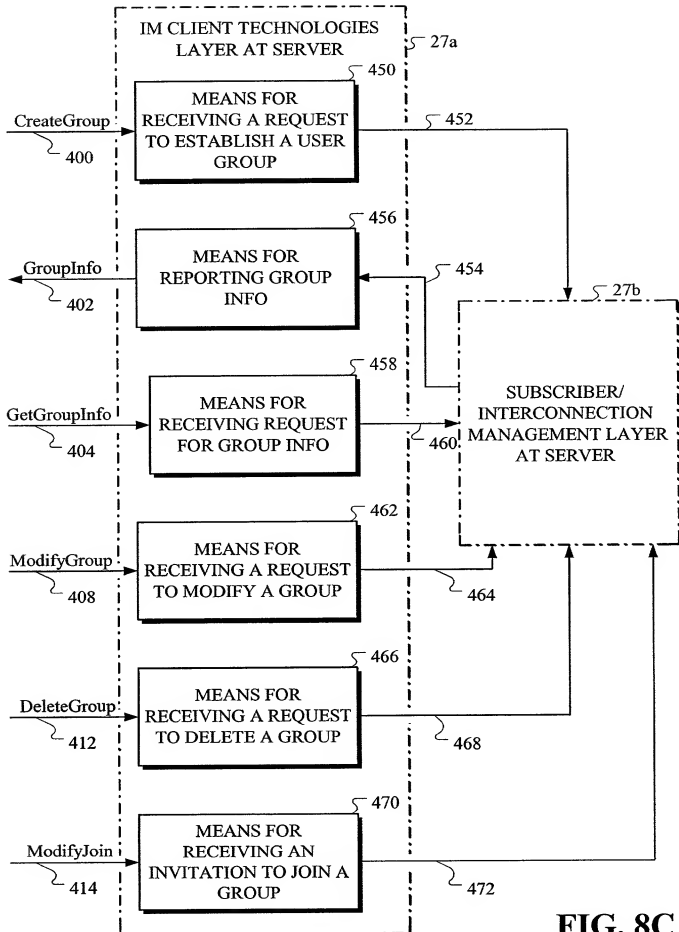 IM CLIENT TECHNOLOGIES
LAYER AT SERVER
27a
450
CreateGroup
400
MEANS FOR
RECEIVING A REQUEST
TO ESTABLISH A USER
GROUP
452
456
GroupInfo
402
MEANS FOR
REPORTING GROUP
INFO
454
27b
458
GetGroupInfo
404
MEANS FOR
RECEIVING REQUEST
FOR GROUP INFO
460
SUBSCRIBER/
INTERCONNECTION
MANAGEMENT LAYER
AT SERVER
462
ModifyGroup
408
MEANS FOR
RECEIVING A REQUEST
TO MODIFY A GROUP
464
466
DeleteGroup
412
MEANS FOR
RECEIVING A REQUEST
TO DELETE A GROUP
468
470
ModifyJoin
414
MEANS FOR
RECEIVING AN
INVITATION TO JOIN A
GROUP
472
FIG. 8C